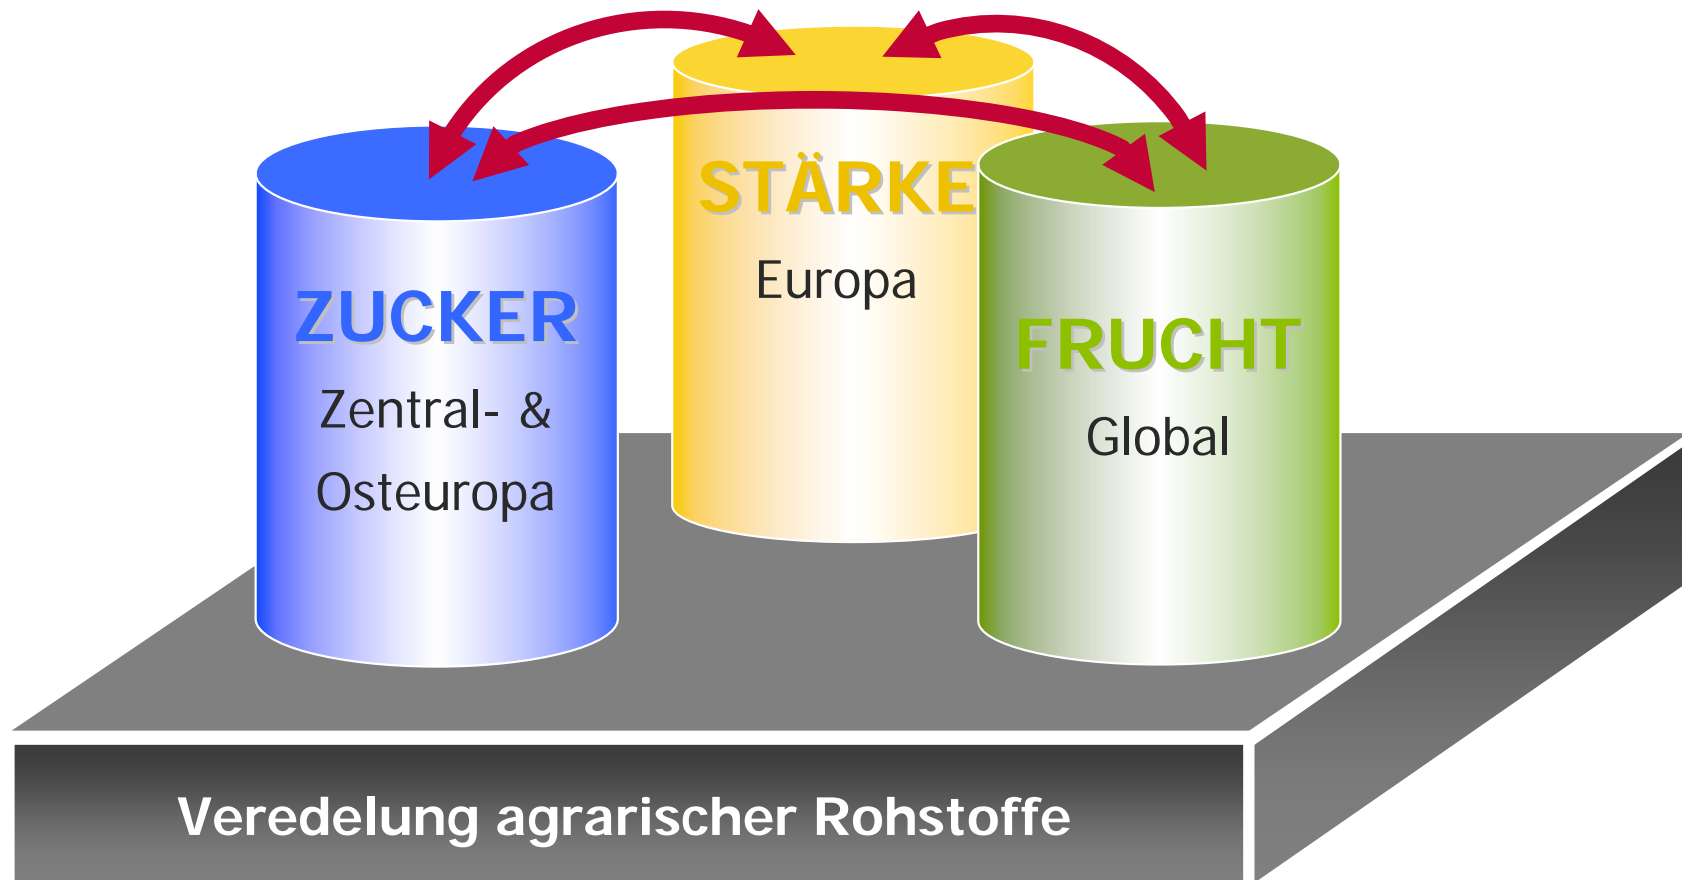 ZUCKER
Zentral- &
Osteuropa
STÄRKE
Europa
FRUCHT
Global
Veredelung agrarischer Rohstoffe